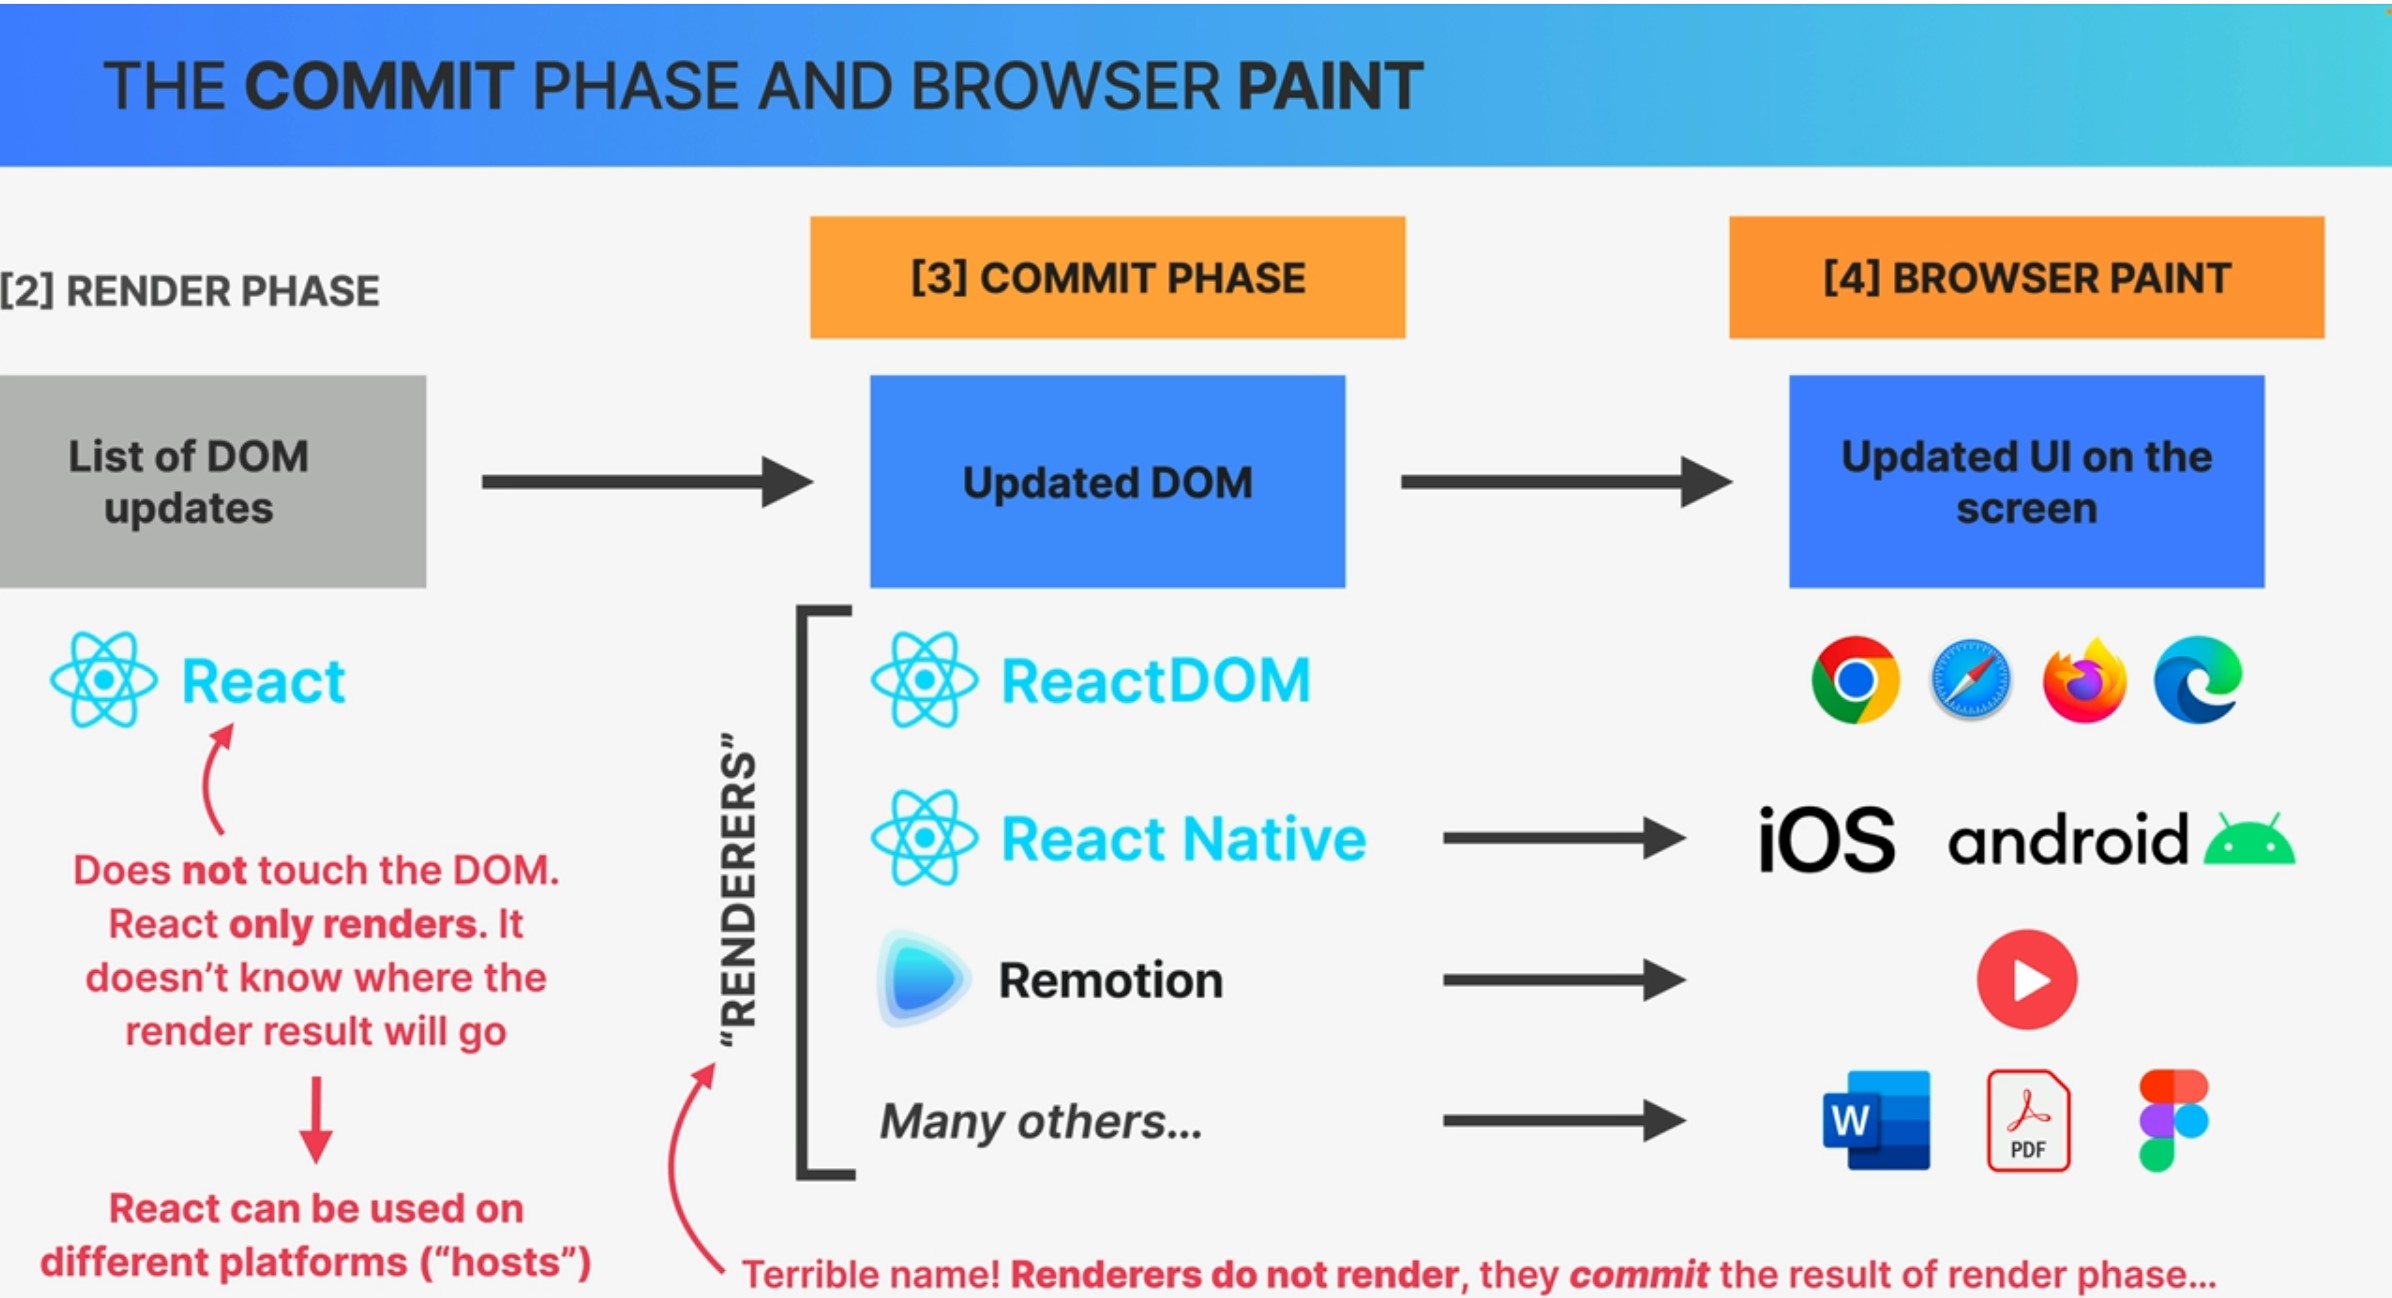 THE COMMIT PHASE AND BROWSER PAINT
[2] RENDER PHASE
[3] COMMIT PHASE
[4] BROWSER PAINT
List of DOM
updates
Updated DOM
Updated UI on the
screen
React
Does not touch the DOM.
React only renders. It
doesn’t know where the
render result will go
React can be used on
different platforms (“hosts”)
“RENDERERS”
ReactDOM
React Native
iOS android
Remotion
Many others...
W
PDF
Terrible name! Renderers do not render, they commit the result of render phase...